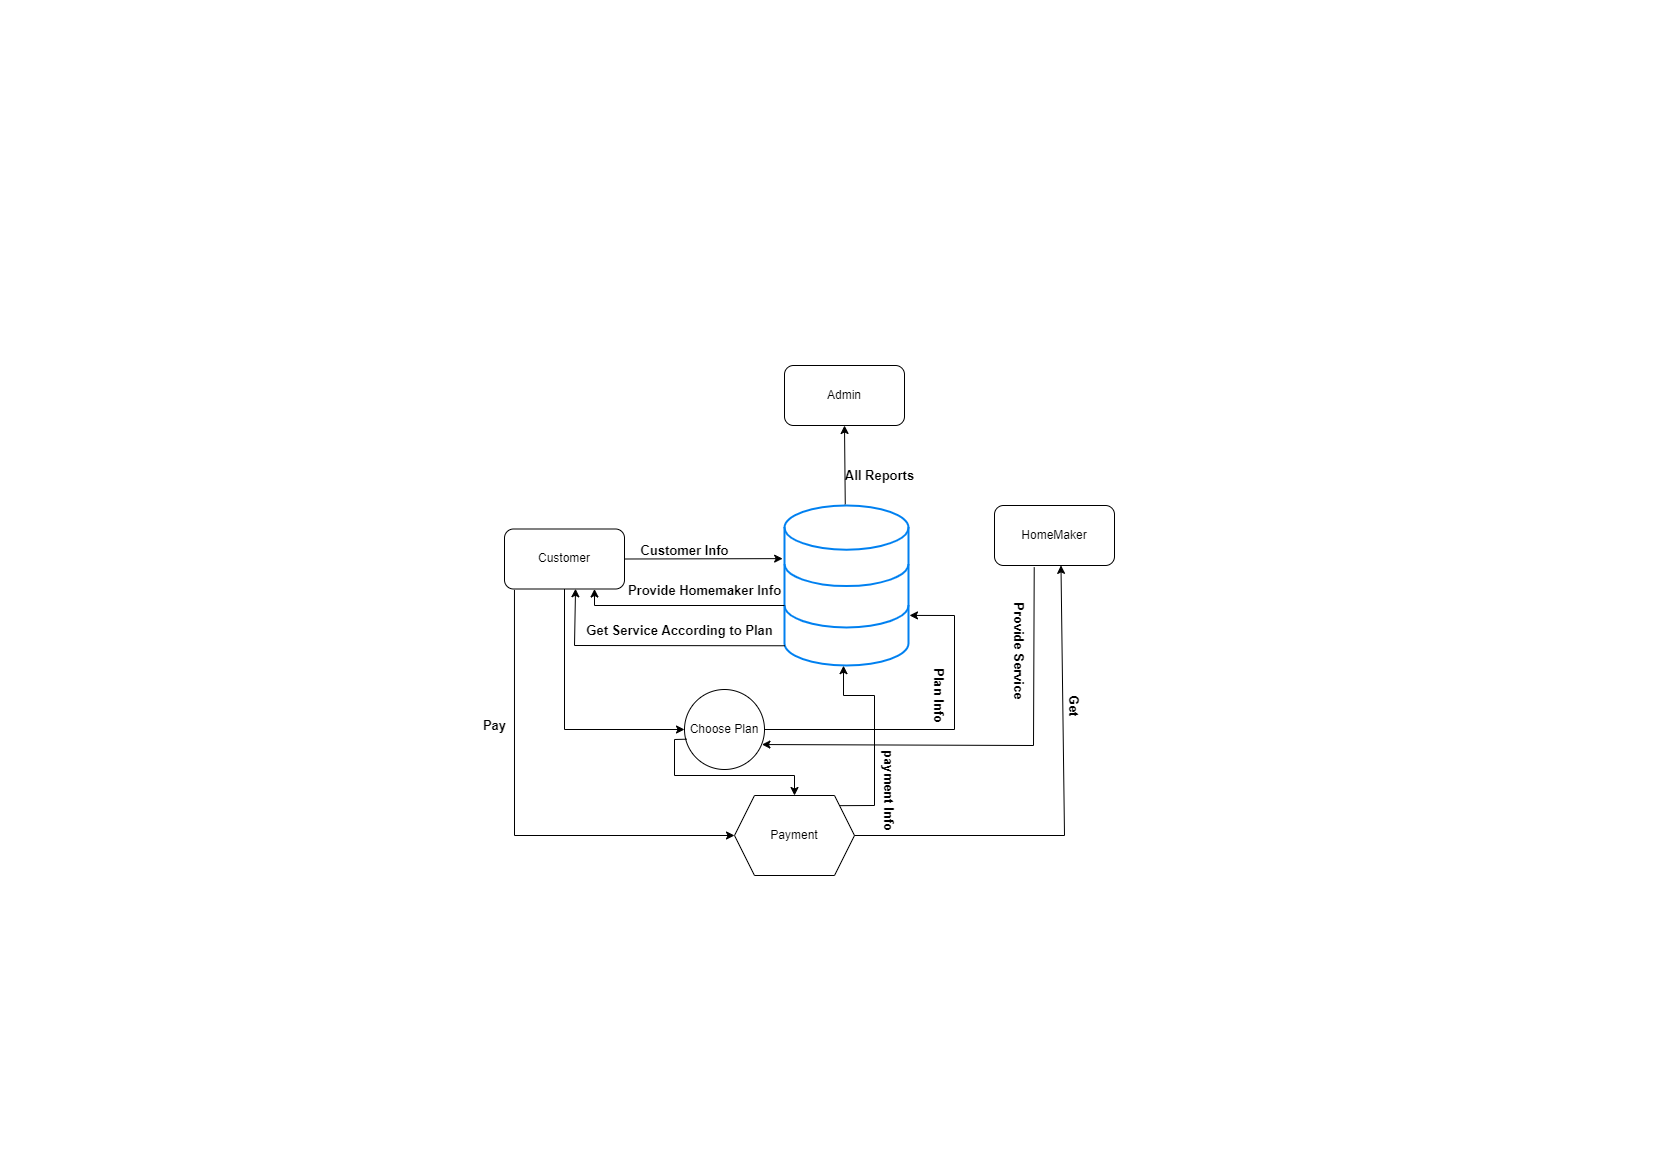 Admin
All Reports
HomeMaker
Customer
Customer Info
Provide Homemaker Info
Get Service According to Plan
Provide Service
Plan Info
Get
Pay
Choose Plan
payment Info
Payment